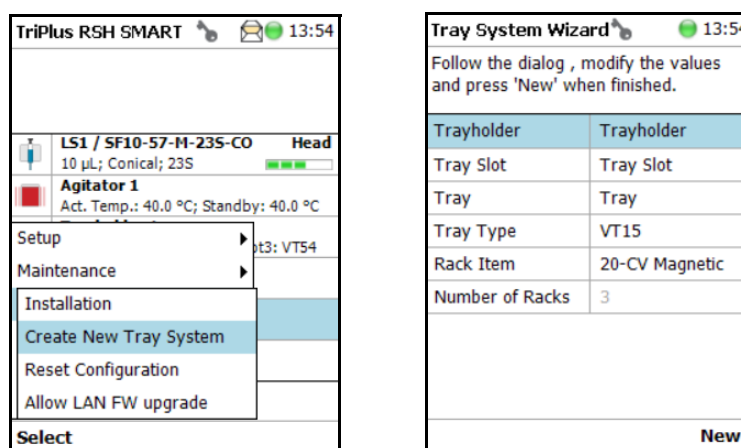 TriPlus RSH SMART 13:54
LS1 / SF10-57-M-23S-CO Head
10 µL; Conical; 23S
Agitator 1
Act. Temp.: 40.0 °C; Standby: 40.0 °C
Setup
ot3: VT54
Maintenance
Installation
Create New Tray System
Reset Configuration
Allow LAN FW upgrade
Select
Tray System Wizard 13:54
Follow the dialog , modify the values
and press 'New' when finished.
Trayholder Trayholder
Tray Slot Tray Slot
Tray Tray
Tray Type VT15
Rack Item 20-CV Magnetic
Number of Racks 3
New